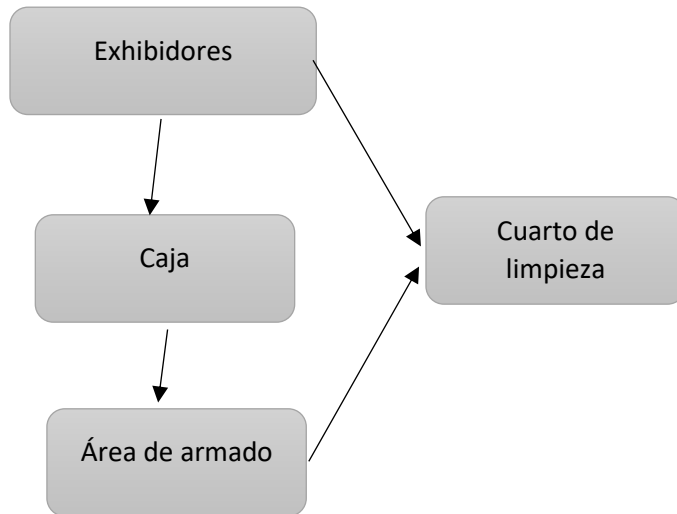 Exhibidores
Caja
Cuarto de
limpieza
Área de armado